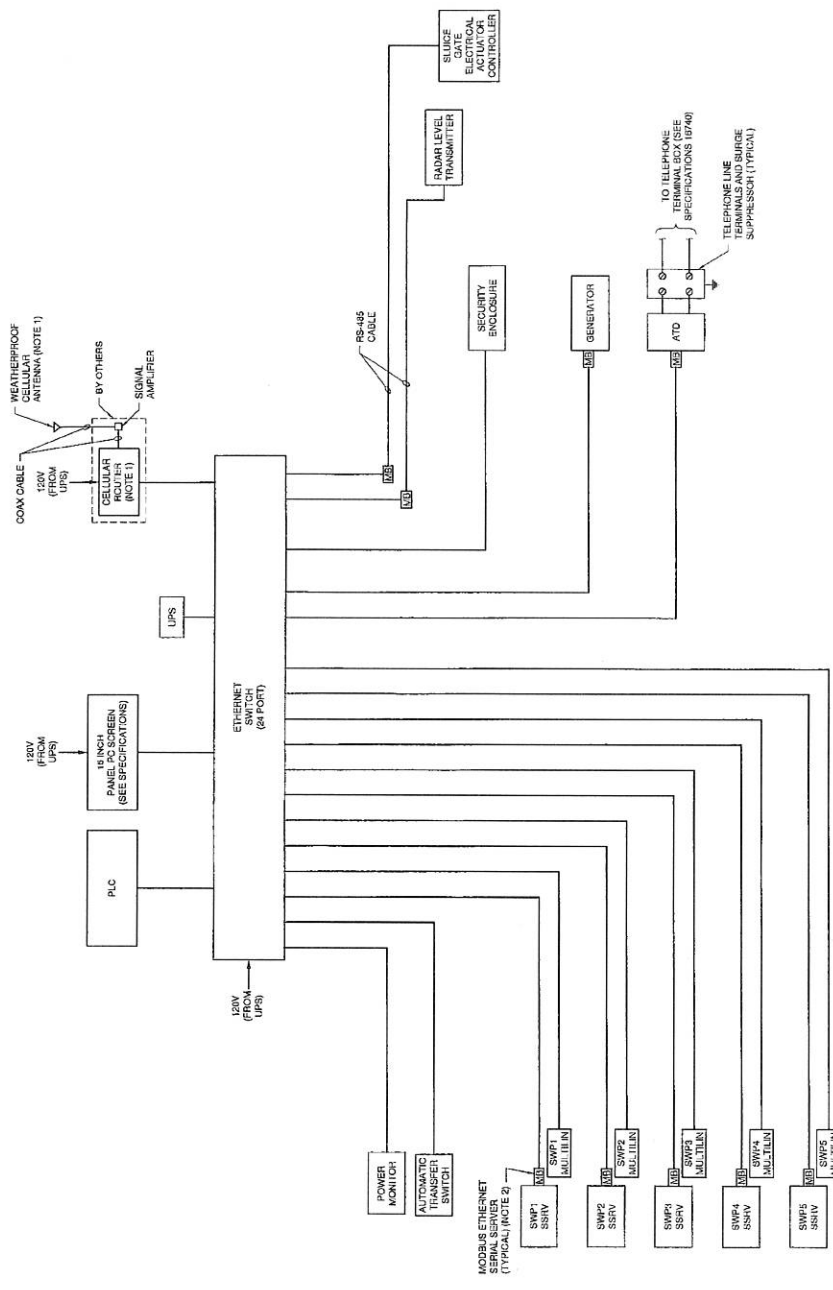 SLUICE
GATE
ELECTRICAL
ACTUATOR
CONTROLLER
RADAR LEVEL
TRANSMITTER
TO TELEPHONE
TERMINAL BOX (SEE
SPECIFICATIONS 16740)
TELEPHONE LINE
TERMINALS AND SURGE
SUPPRESSOR (TYPICAL)
SECURITY
ENCLOSURE
GENERATOR
ATD
MB
MB
RS-485
CABLE
MB
MB
WEATHERPROOF
CELLULAR
ANTENNA (NOTE 1)
BY OTHERS
SIGNAL
AMPLIFIER
COAX CABLE
120V
(FROM
UPS)
CELLULAR
ROUTER
(NOTE 1)
UPS
120V
(FROM
UPS)
15 INCH
PANEL PC SCREEN
(SEE SPECIFICATIONS)
PLC
ETHERNET
SWITCH
(24 PORT)
120V
(FROM
UPS)
POWER
MONITOR
AUTOMATIC
TRANSFER
SWITCH
MODBUS ETHERNET
SERIAL SERVER
(TYPICAL) (NOTE 2)
MB
SWP1
SSRV
SWP1
MULTILIN
MB
SWP2
SSRV
SWP2
MULTILIN
MB
SWP3
SSRV
SWP3
MULTILIN
MB
SWP4
SSRV
SWP4
MULTILIN
MB
SWP5
SSRV
SWP5
MULTILIN